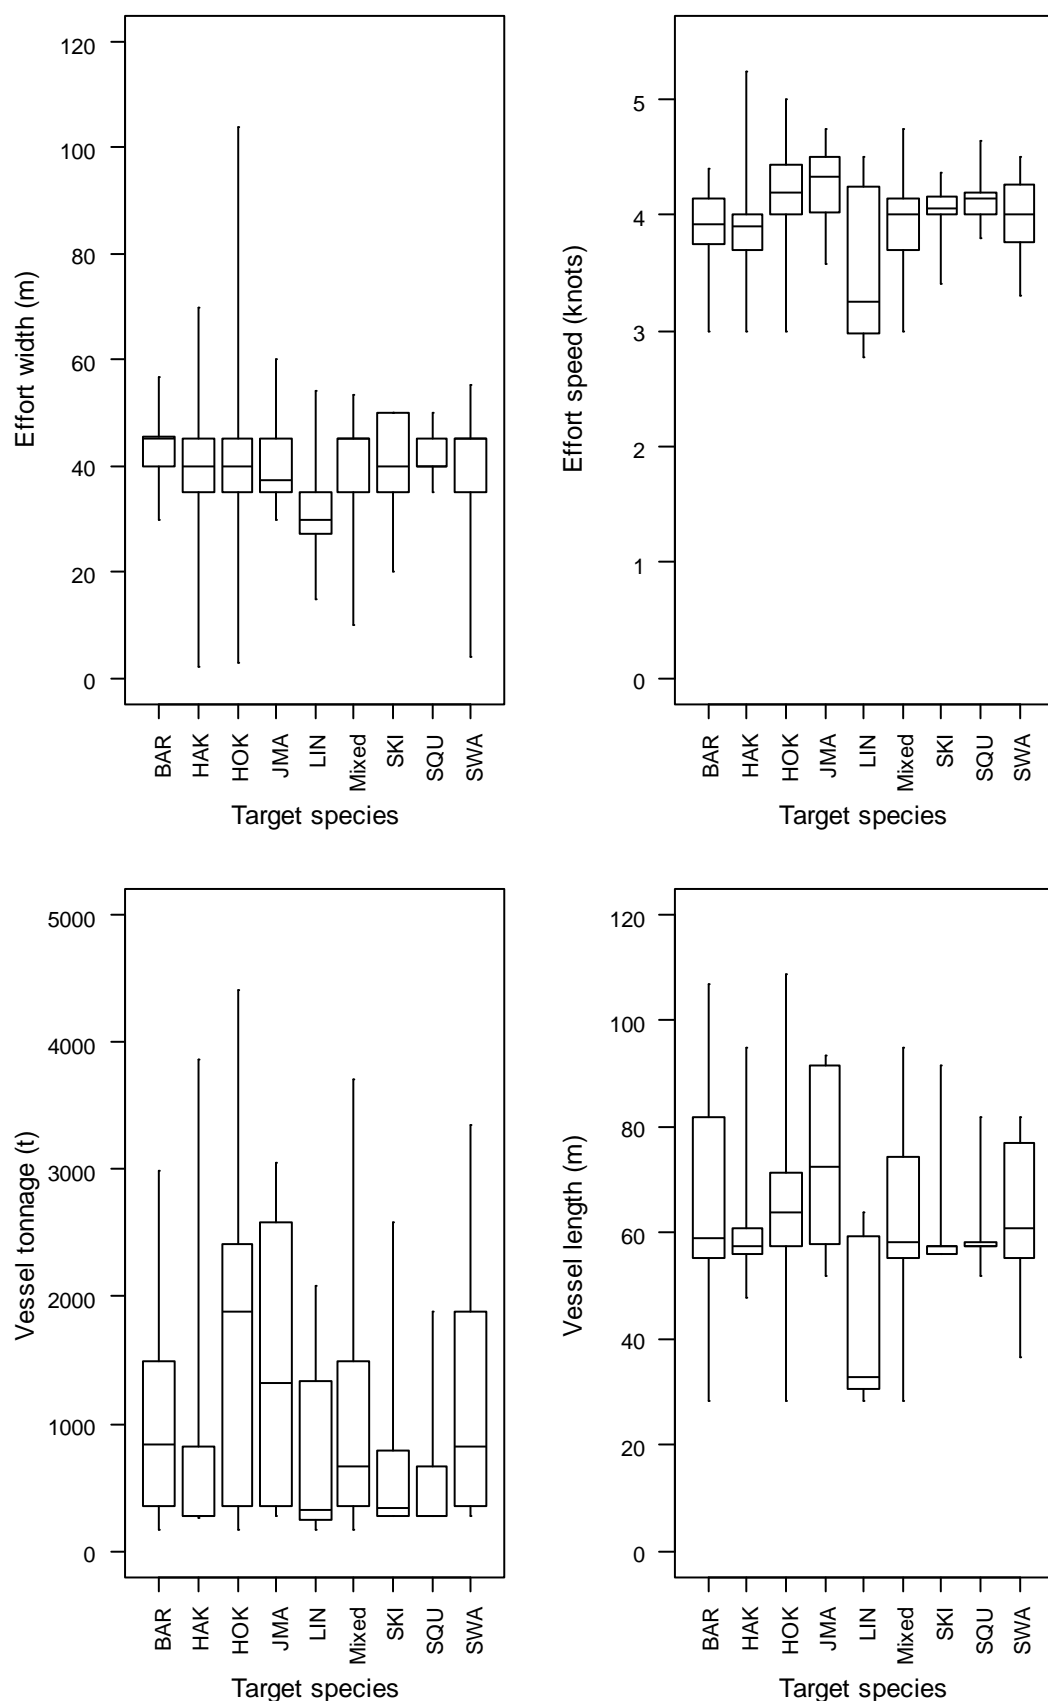 Effort width (m)
120
100
80
60
40
20
0
BAR HAK HOK JMA LIN Mixed SKI SQU SWA
Target species
Effort speed (knots)
5
4
3
2
1
0
BAR HAK HOK JMA LIN Mixed SKI SQU SWA
Target species
Vessel tonnage (t)
5000
4000
3000
2000
1000
0
BAR HAK HOK JMA LIN Mixed SKI SQU SWA
Target species
Vessel length (m)
120
100
80
60
40
20
0
BAR HAK HOK JMA LIN Mixed SKI SQU SWA
Target species